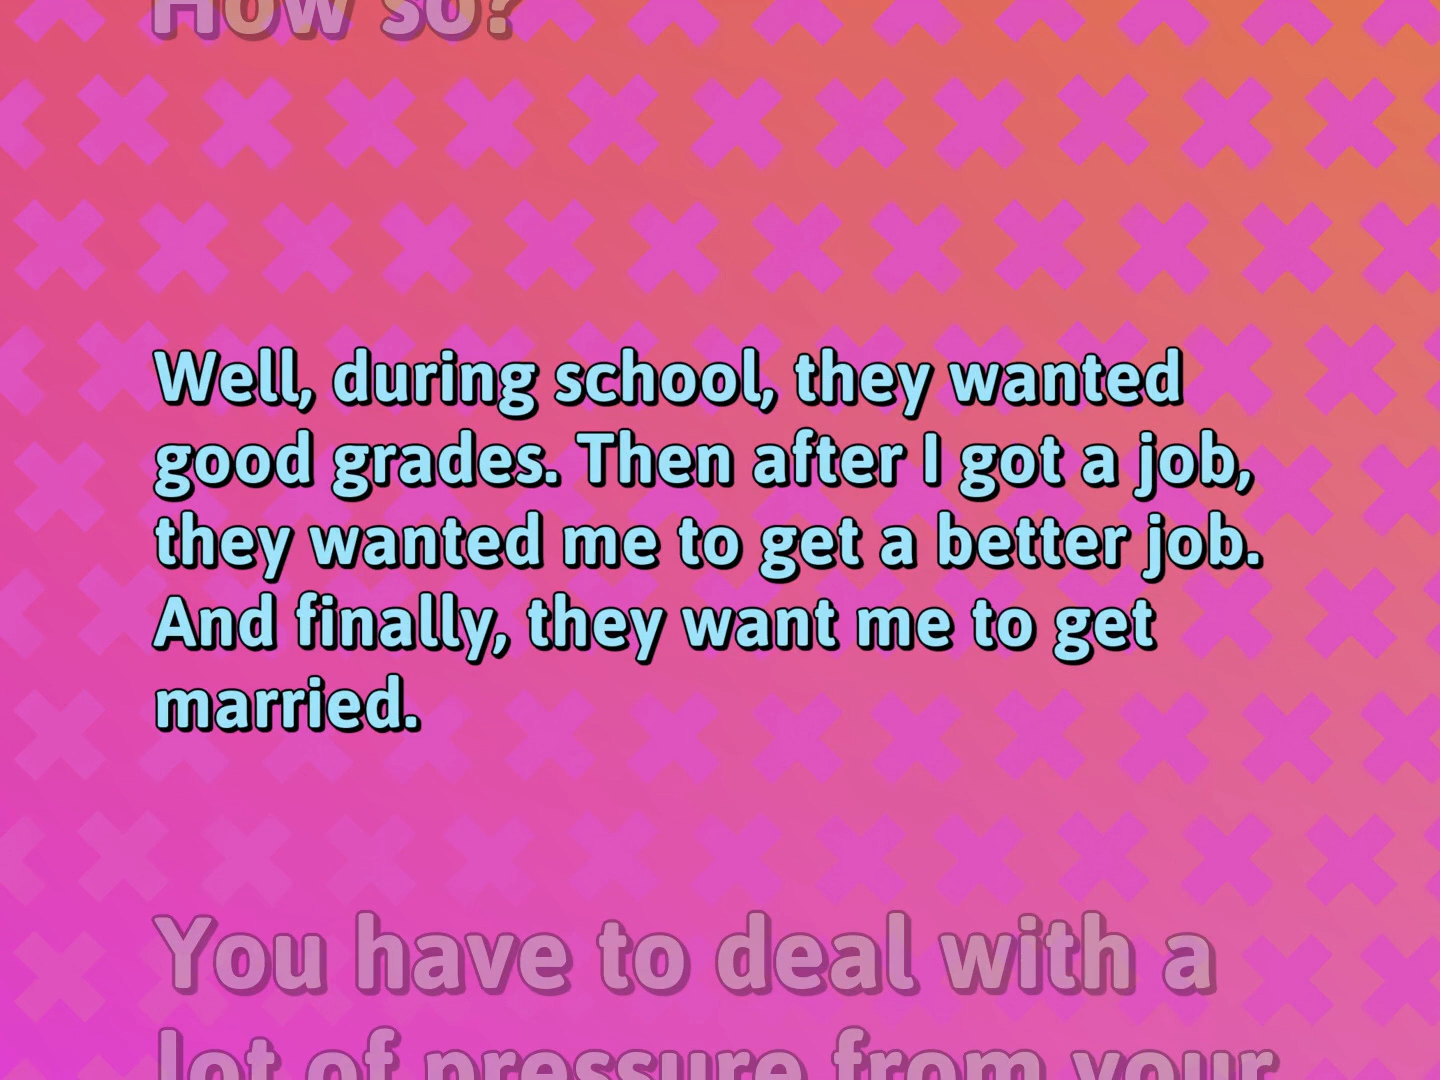 How so?
Well, during school, they wanted
good grades. Then after I got a job,
they wanted me to get a better job.
And finally, they want me to get
married.
You have to deal with a
lot of pressure from your